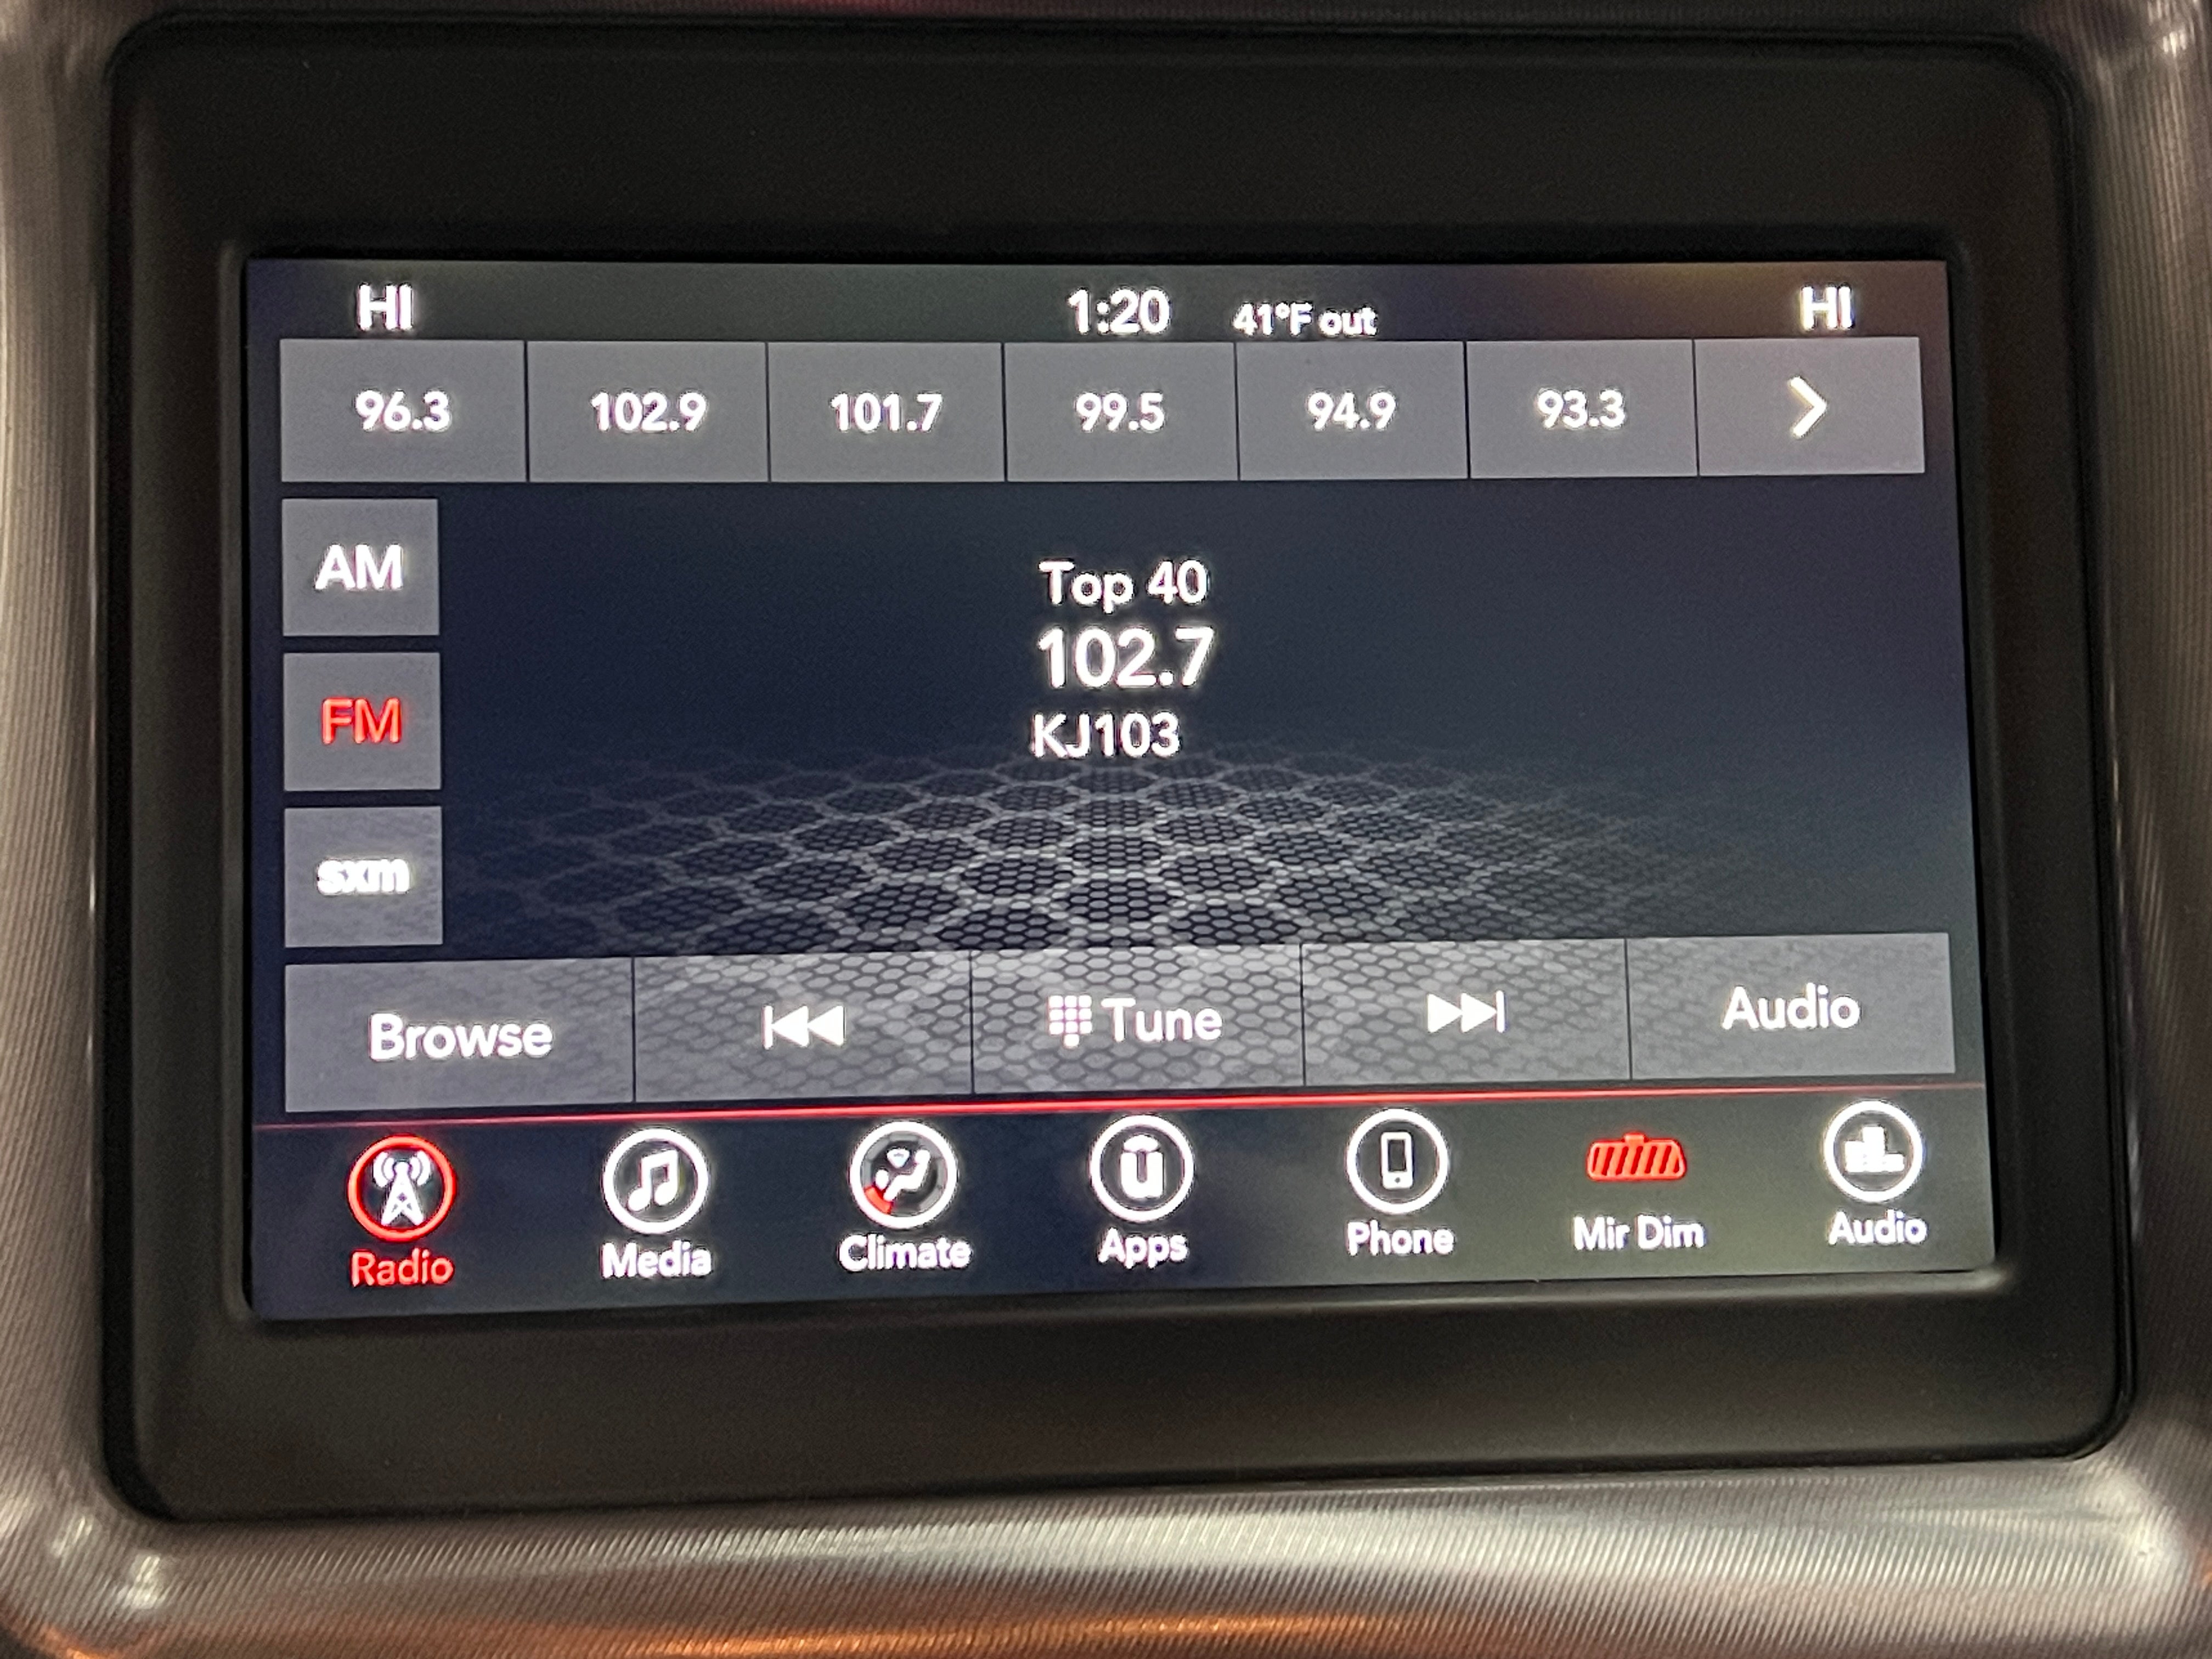 HI 1:20 41°F out HI
96.3 102.9 101.7 99.5 94.9 93.3
AM
Top 40
102.7
FM
KJ103
sxm
Browse Tune Audio
Radio Media Climate Apps Phone Mir Dim Audio